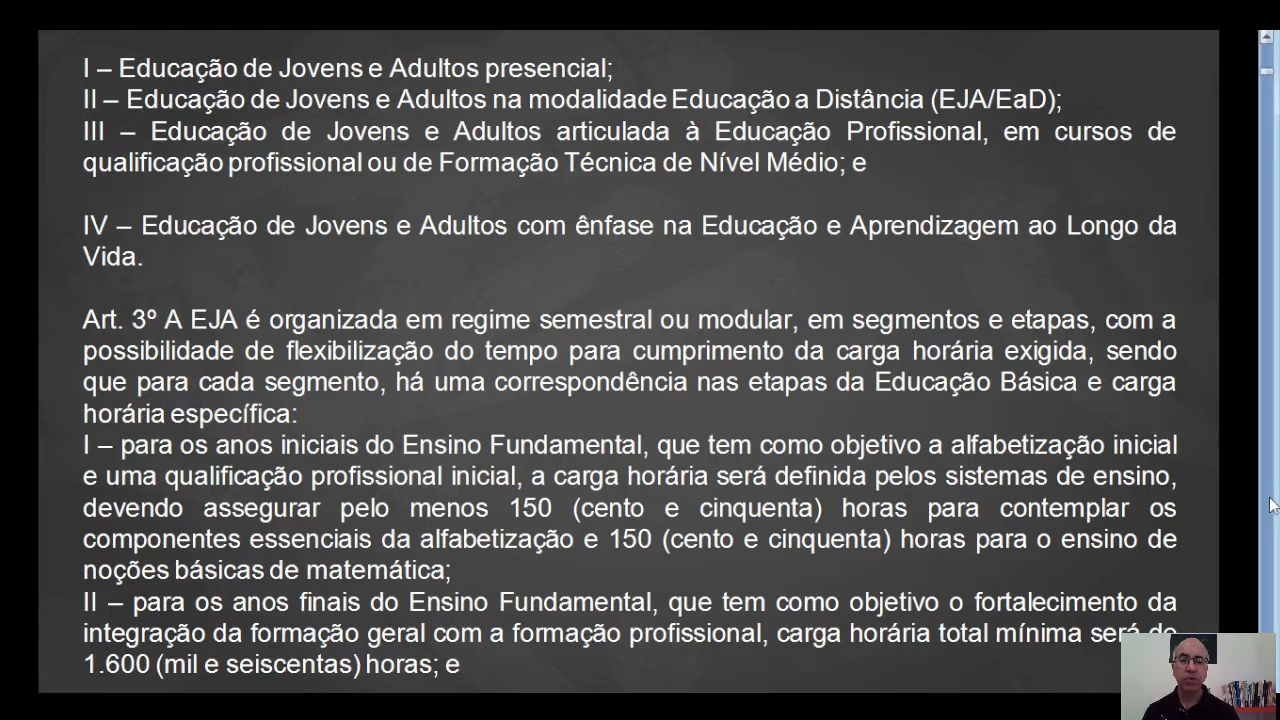 I – Educação de Jovens e Adultos presencial;
II – Educação de Jovens e Adultos na modalidade Educação a Distância (EJA/EaD);
III – Educação de Jovens e Adultos articulada à Educação Profissional, em cursos de
qualificação profissional ou de Formação Técnica de Nível Médio; e
IV – Educação de Jovens e Adultos com ênfase na Educação e Aprendizagem ao Longo da
Vida.
Art. 3º A EJA é organizada em regime semestral ou modular, em segmentos e etapas, com a
possibilidade de flexibilização do tempo para cumprimento da carga horária exigida, sendo
que para cada segmento, há uma correspondência nas etapas da Educação Básica e carga
horária específica:
I – para os anos iniciais do Ensino Fundamental, que tem como objetivo a alfabetização inicial
e uma qualificação profissional inicial, a carga horária será definida pelos sistemas de ensino,
devendo assegurar pelo menos 150 (cento e cinquenta) horas para contemplar os
componentes essenciais da alfabetização e 150 (cento e cinquenta) horas para o ensino de
noções básicas de matemática;
II – para os anos finais do Ensino Fundamental, que tem como objetivo o fortalecimento da
integração da formação geral com a formação profissional, carga horária total mínima será de
1.600 (mil e seiscentas) horas; e